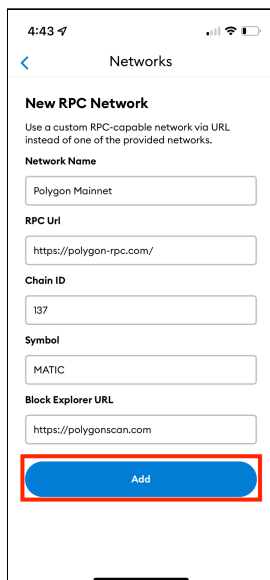 4:43
Networks
New RPC Network
Use a custom RPC-capable network via URL
instead of one of the provided networks.
Network Name
Polygon Mainnet
RPC Url
https://polygon-rpc.com/
Chain ID
137
Symbol
MATIC
Block Explorer URL
https://polygonscan.com
Add